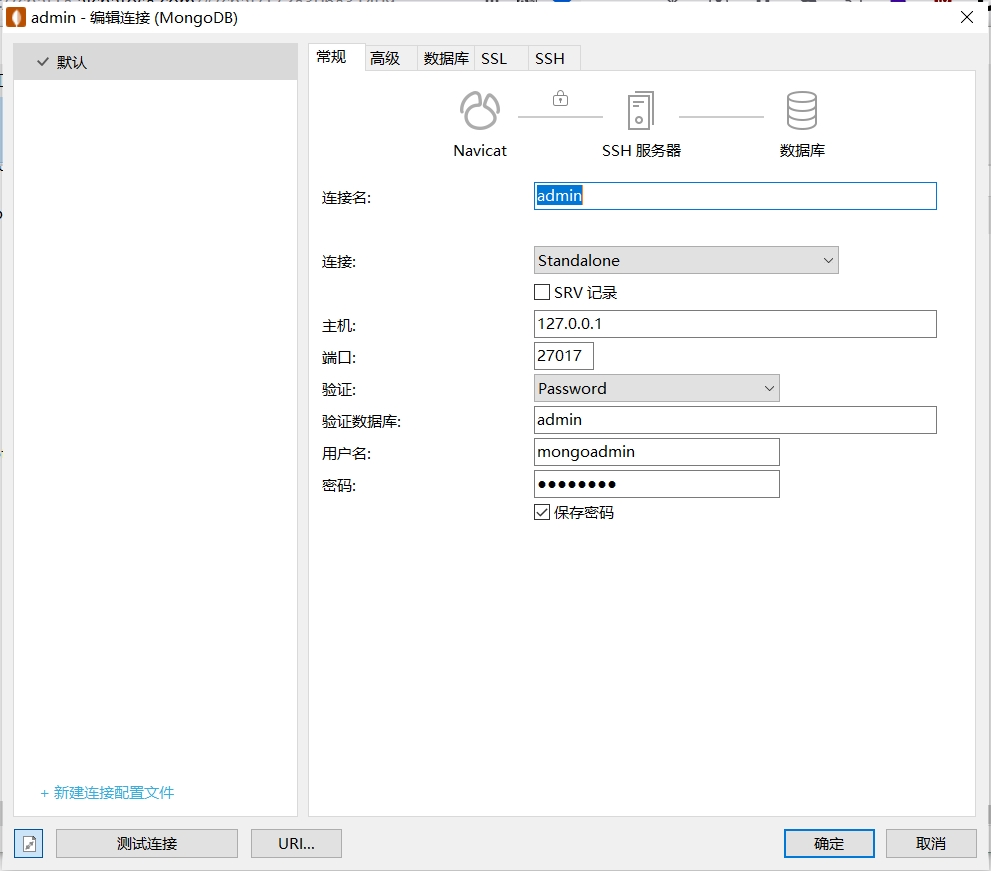 admin - 编辑连接 (MongoDB)
默认
常规 高级 数据库 SSL SSH
Navicat SSH 服务器 数据库
连接名: admin
连接: Standalone
SRV 记录
主机: 127.0.0.1
端口: 27017
验证: Password
验证数据库: admin
用户名: mongoadmin
密码: ●●●●●●●●
保存密码
+ 新建连接配置文件
测试连接 URI... 确定 取消